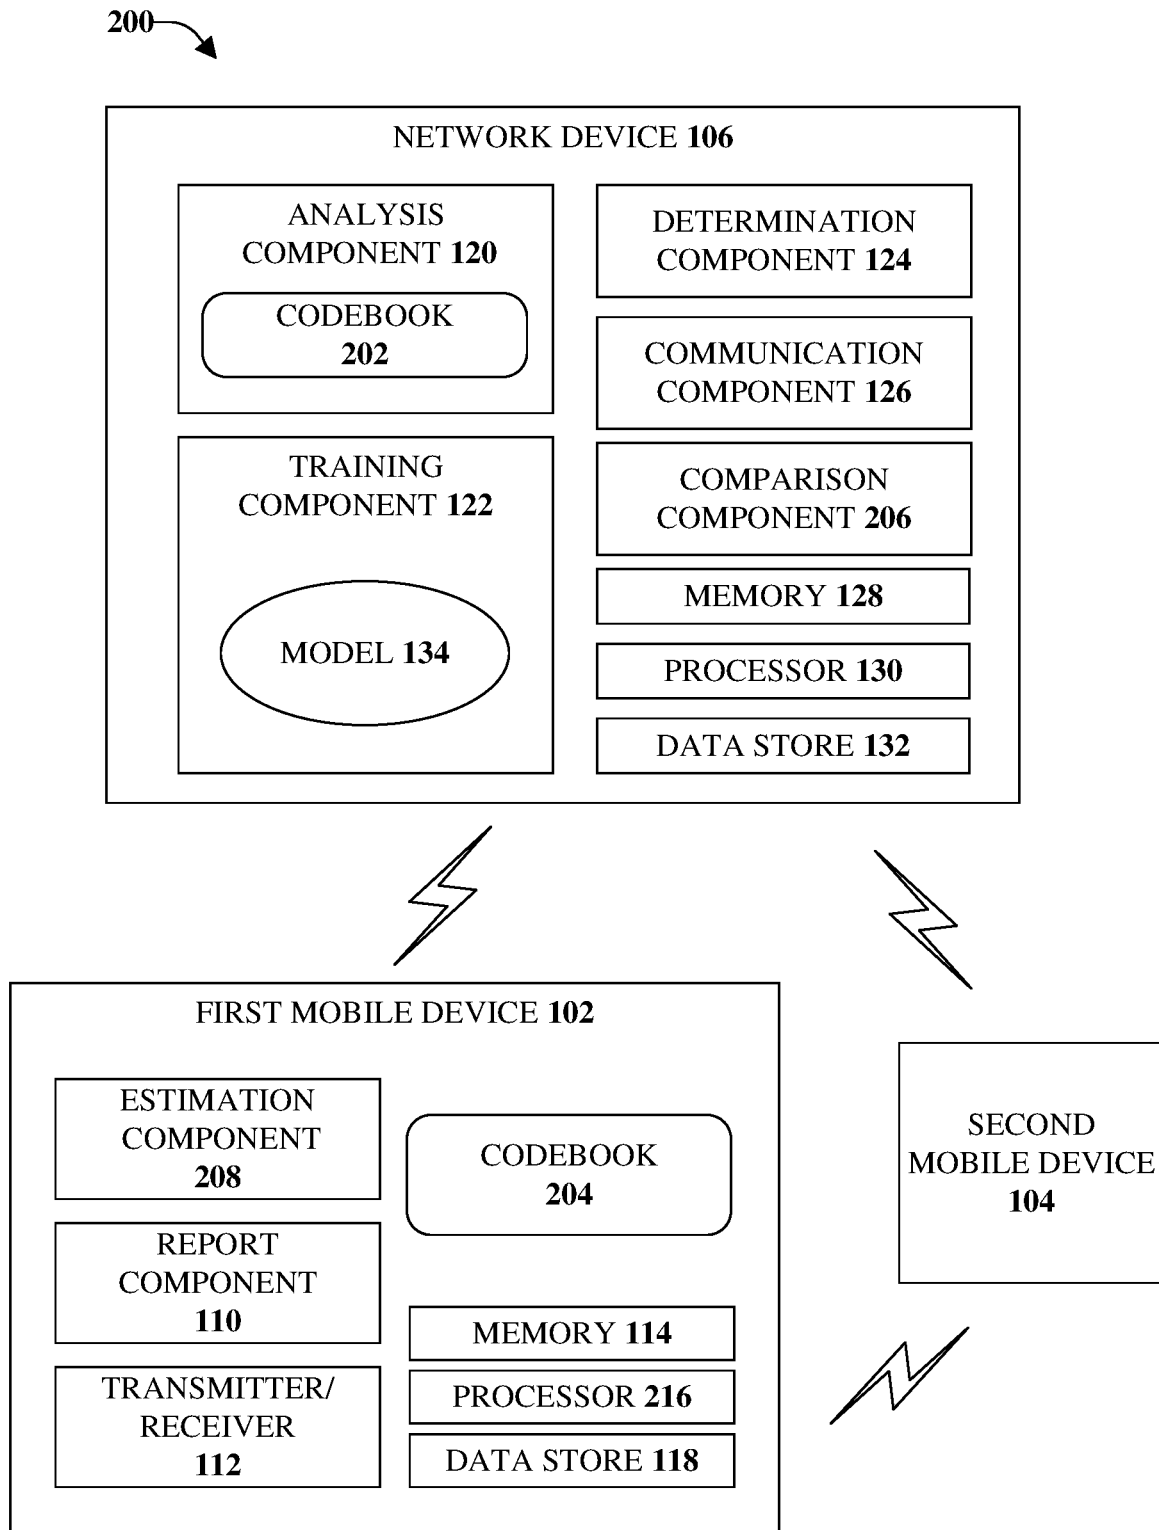 200
NETWORK DEVICE 106
ANALYSIS
COMPONENT 120
CODEBOOK
202
TRAINING
COMPONENT 122
MODEL 134
DETERMINATION
COMPONENT 124
COMMUNICATION
COMPONENT 126
COMPARISON
COMPONENT 206
MEMORY 128
PROCESSOR 130
DATA STORE 132
FIRST MOBILE DEVICE 102
ESTIMATION
COMPONENT
208
REPORT
COMPONENT
110
TRANSMITTER/
RECEIVER
112
CODEBOOK
204
MEMORY 114
PROCESSOR 216
DATA STORE 118
SECOND
MOBILE DEVICE
104